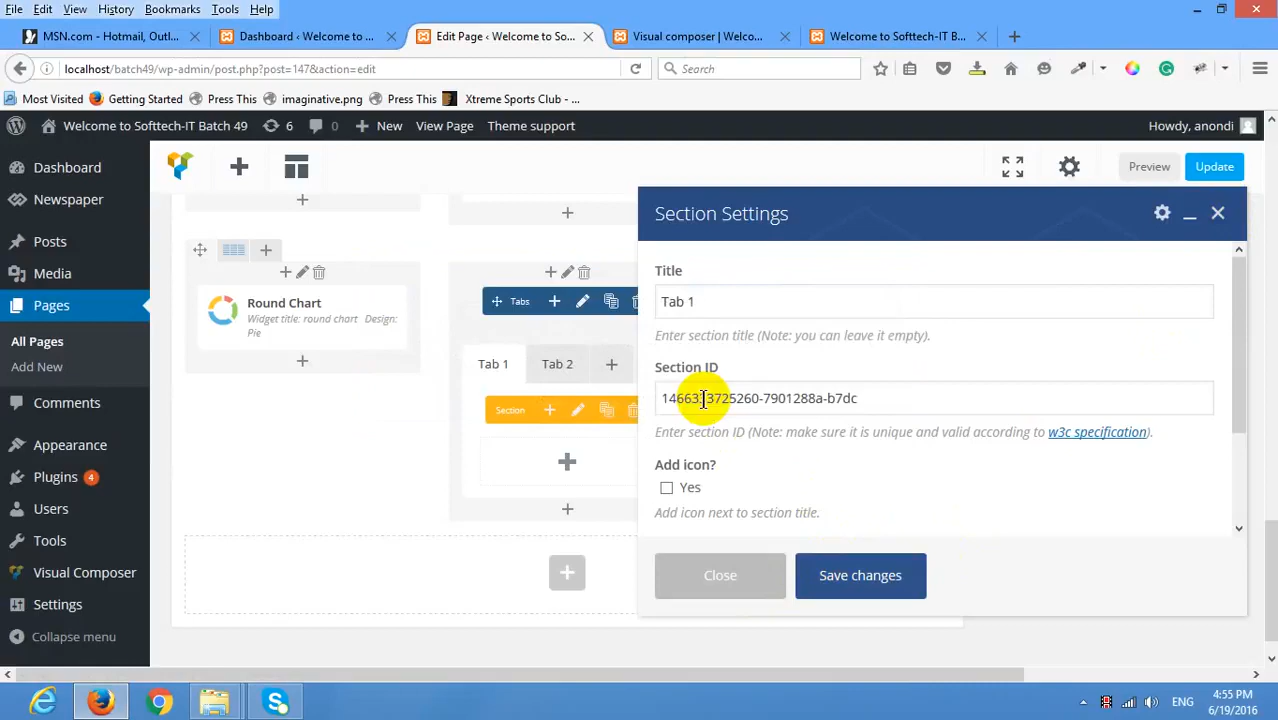 File Edit View History Bookmarks Tools Help
MSN.com - Hotmail, Outl... Dashboard ‹ Welcome to ... Edit Page ‹ Welcome to So... Visual composer | Welco... Welcome to Softtech-IT B...
localhost/batch49/wp-admin/post.php?post=147&action=edit Search
Most Visited Getting Started Press This imaginative.png Press This Xtreme Sports Club - ...
Welcome to Softtech-IT Batch 49 6 0 New View Page Theme support Howdy, anondi
Dashboard
Newspaper
Posts
Media
Pages
All Pages
Add New
Comments
Appearance
Plugins 4
Users
Tools
Visual Composer
Settings
Collapse menu
Preview Update
Round Chart
Widget title: round chart Design:
Pie
Tabs
Tab 1 Tab 2
Section
Section Settings
Title
Tab 1
Enter section title (Note: you can leave it empty).
Section ID
1466333725260-7901288a-b7dc
Enter section ID (Note: make sure it is unique and valid according to w3c specification).
Add icon?
Yes
Add icon next to section title.
Close Save changes
ENG
4:55 PM
6/19/2016